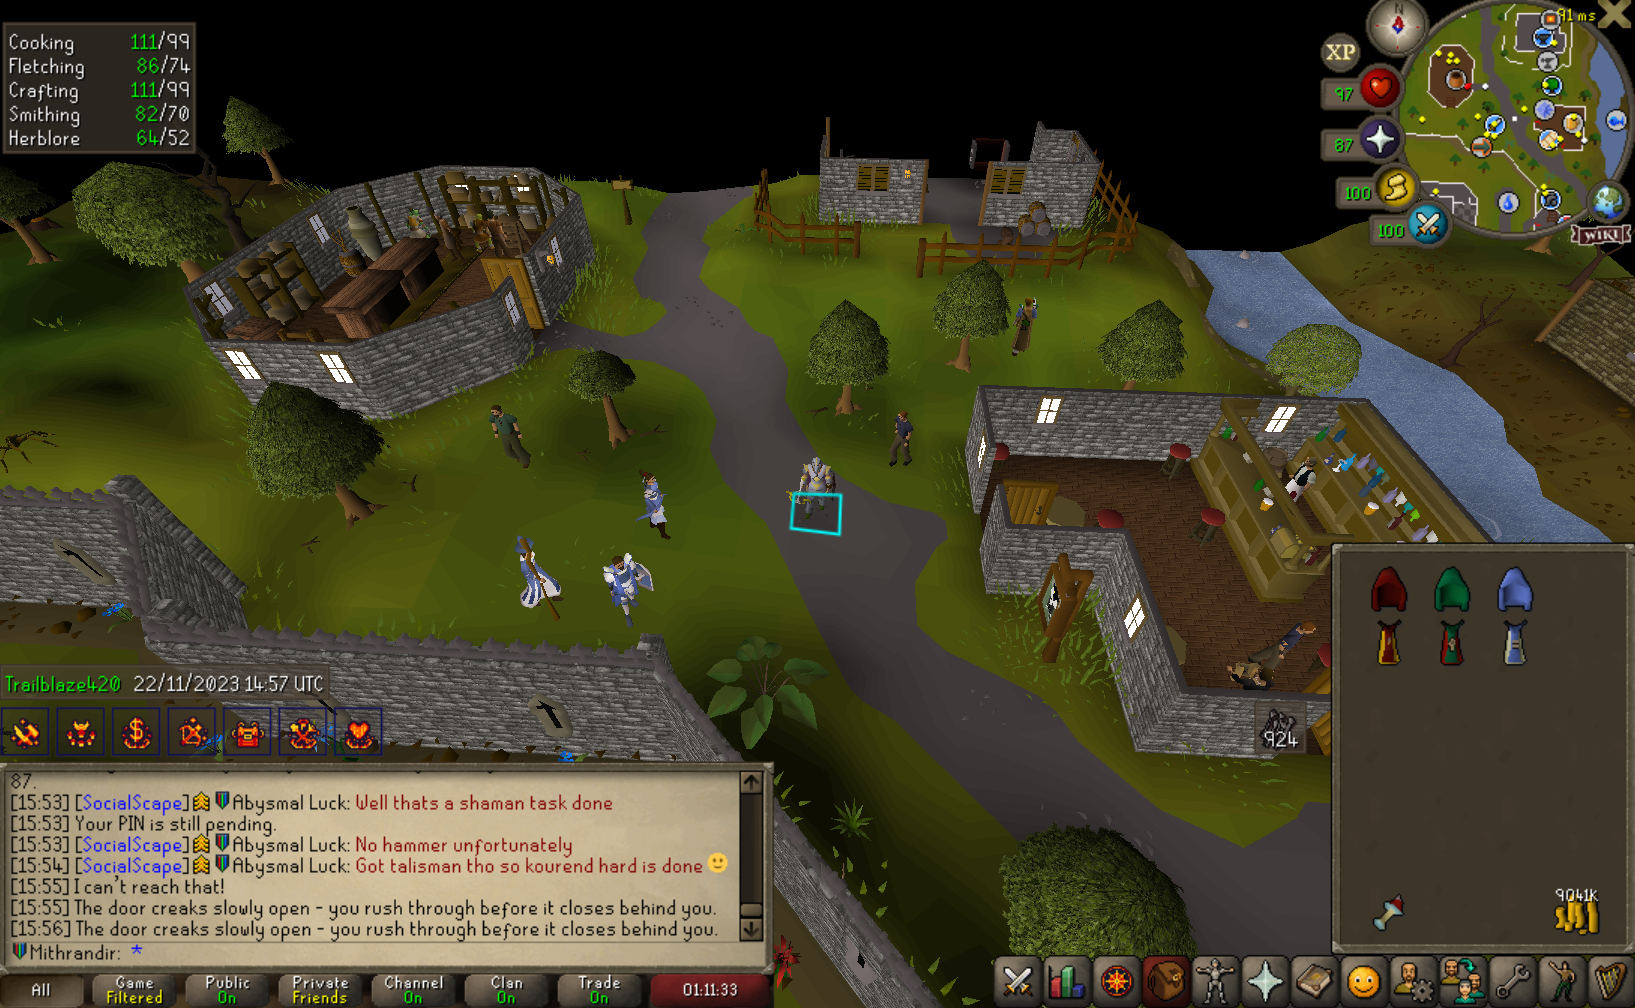 Cooking 111/99
Fletching 86/74
Crafting 111/99
Smithing 82/70
Herblore 64/52
91 ms
N
XP
97
87
100
100
WIKI
Trailblaze420 22/11/2023 14:57 UTC
924
9041K
87.
[15:53] [SocialScape] Abysmal Luck: Well thats a shaman task done
[15:53] Your PIN is still pending.
[15:53] [SocialScape] Abysmal Luck: No hammer unfortunately
[15:54] [SocialScape] Abysmal Luck: Got talisman tho so kourend hard is done
[15:55] I can't reach that!
[15:55] The door creaks slowly open - you rush through before it closes behind you.
[15:56] The door creaks slowly open - you rush through before it closes behind you.
Mithrandir: *
All
Game Filtered
Public On
Private Friends
Channel On
Clan On
Trade On
01:11:33